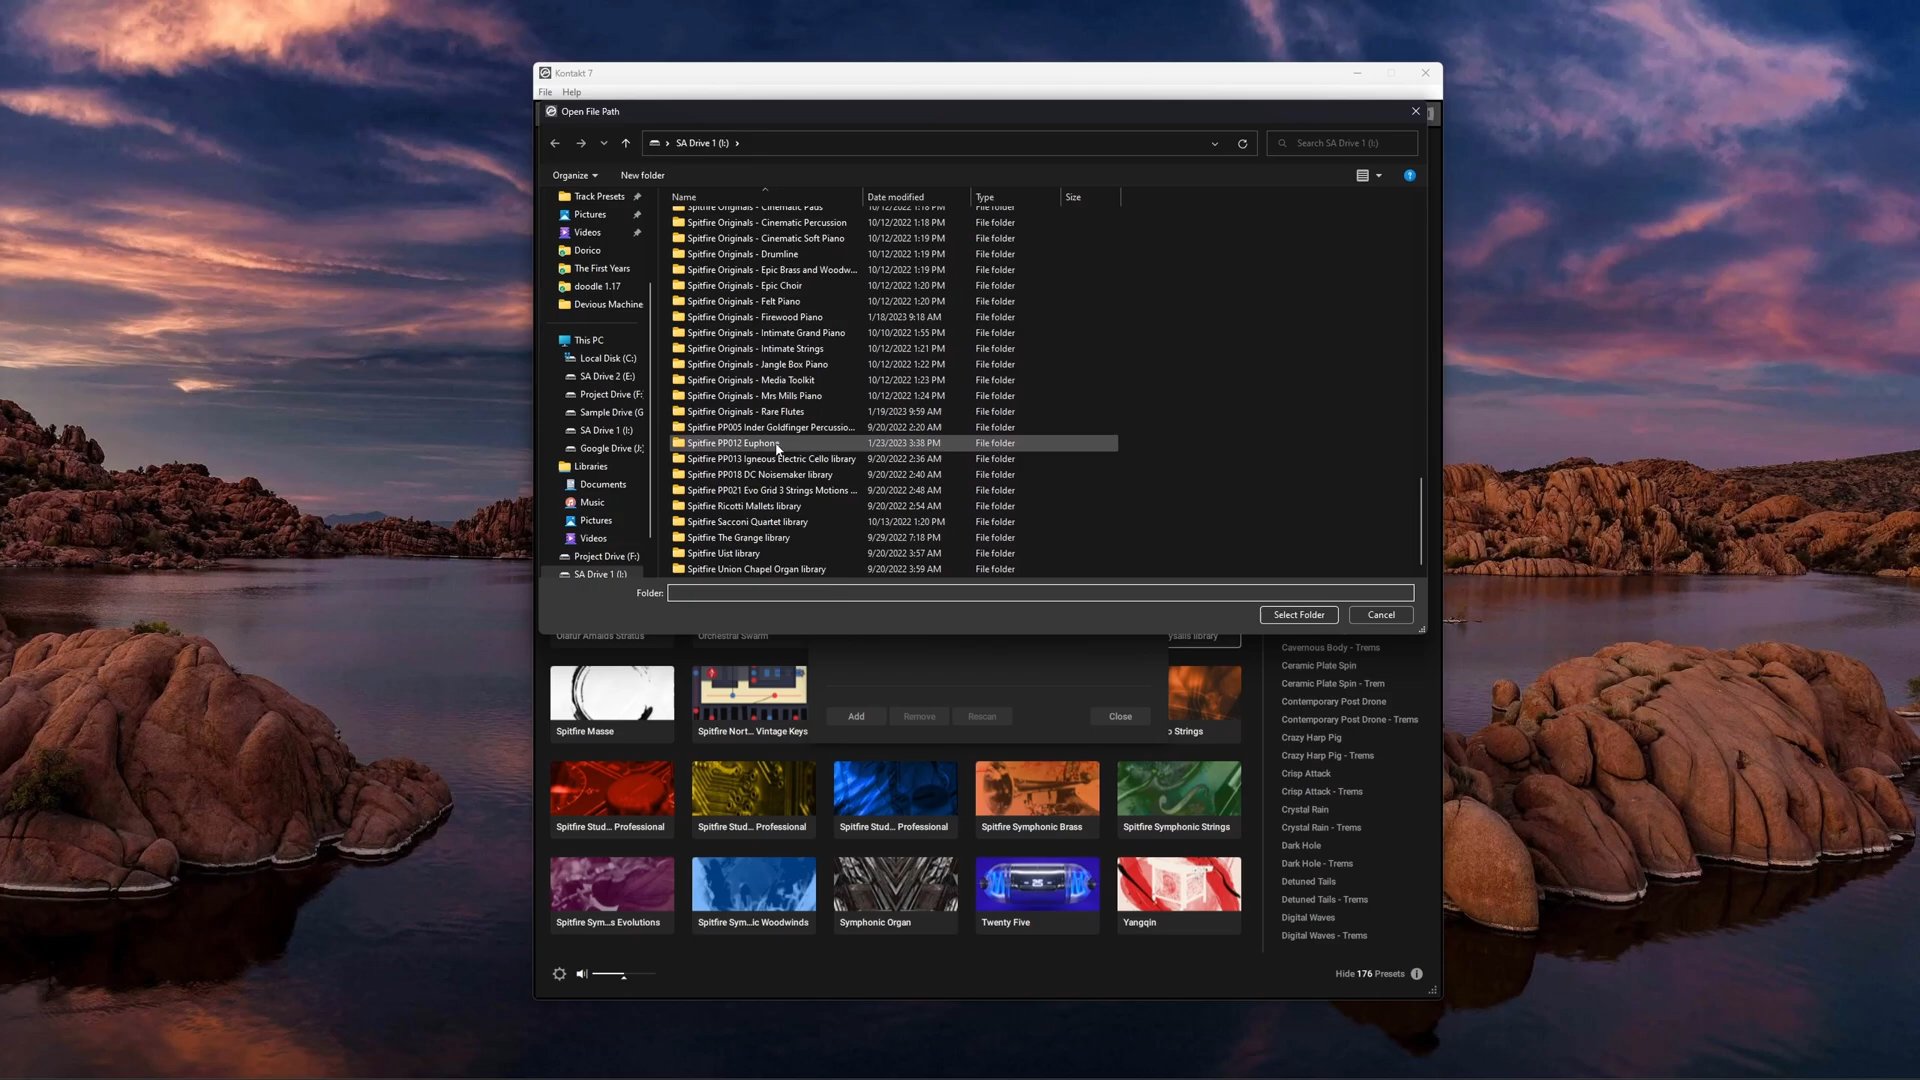 Kontakt 7
File Help
Open File Path
SA Drive 1 (I:)
Search SA Drive 1 (I:)
Organize
New folder
Name Date modified Type Size
Track Presets
Pictures
Videos
Dorico
The First Years
doodle 1.17
Devious Machine
This PC
Local Disk (C:)
SA Drive 2 (E:)
Project Drive (F:
Sample Drive (G
SA Drive 1 (I:)
Google Drive (J:
Libraries
Documents
Music
Pictures
Videos
Project Drive (F:)
SA Drive 1 (I:)
Spitfire Originals - Cinematic Pads 10/12/2022 1:18 PM File folder
Spitfire Originals - Cinematic Percussion 10/12/2022 1:18 PM File folder
Spitfire Originals - Cinematic Soft Piano 10/12/2022 1:19 PM File folder
Spitfire Originals - Drumline 10/12/2022 1:19 PM File folder
Spitfire Originals - Epic Brass and Woodw... 10/12/2022 1:19 PM File folder
Spitfire Originals - Epic Choir 10/12/2022 1:20 PM File folder
Spitfire Originals - Felt Piano 10/12/2022 1:20 PM File folder
Spitfire Originals - Firewood Piano 1/18/2023 9:18 AM File folder
Spitfire Originals - Intimate Grand Piano 10/10/2022 1:55 PM File folder
Spitfire Originals - Intimate Strings 10/12/2022 1:21 PM File folder
Spitfire Originals - Jangle Box Piano 10/12/2022 1:22 PM File folder
Spitfire Originals - Media Toolkit 10/12/2022 1:23 PM File folder
Spitfire Originals - Mrs Mills Piano 10/12/2022 1:24 PM File folder
Spitfire Originals - Rare Flutes 1/19/2023 9:59 AM File folder
Spitfire PP005 Inder Goldfinger Percussio... 9/20/2022 2:20 AM File folder
Spitfire PP012 Euphone 1/23/2023 3:38 PM File folder
Spitfire PP013 Igneous Electric Cello library 9/20/2022 2:36 AM File folder
Spitfire PP018 DC Noisemaker library 9/20/2022 2:40 AM File folder
Spitfire PP021 Evo Grid 3 Strings Motions ... 9/20/2022 2:48 AM File folder
Spitfire Ricotti Mallets library 9/20/2022 2:54 AM File folder
Spitfire Sacconi Quartet library 10/13/2022 1:20 PM File folder
Spitfire The Grange library 9/29/2022 7:18 PM File folder
Spitfire Uist library 9/20/2022 3:57 AM File folder
Spitfire Union Chapel Organ library 9/20/2022 3:59 AM File folder
Folder:
Select Folder Cancel
Olafur Arnalds Stratus
Orchestral Swarm
rysalis library
Add Remove Rescan Close
Spitfire Masse
Spitfire Nort... Vintage Keys
o Strings
Spitfire Stud... Professional
Spitfire Stud... Professional
Spitfire Stud... Professional
Spitfire Symphonic Brass
Spitfire Symphonic Strings
Spitfire Sym...s Evolutions
Spitfire Sym...ic Woodwinds
Symphonic Organ
Twenty Five
Yangqin
Cavernous Body - Trems
Ceramic Plate Spin
Ceramic Plate Spin - Trem
Contemporary Post Drone
Contemporary Post Drone - Trems
Crazy Harp Pig
Crazy Harp Pig - Trems
Crisp Attack
Crisp Attack - Trems
Crystal Rain
Crystal Rain - Trems
Dark Hole
Dark Hole - Trems
Detuned Tails
Detuned Tails - Trems
Digital Waves
Digital Waves - Trems
Hide 176 Presets